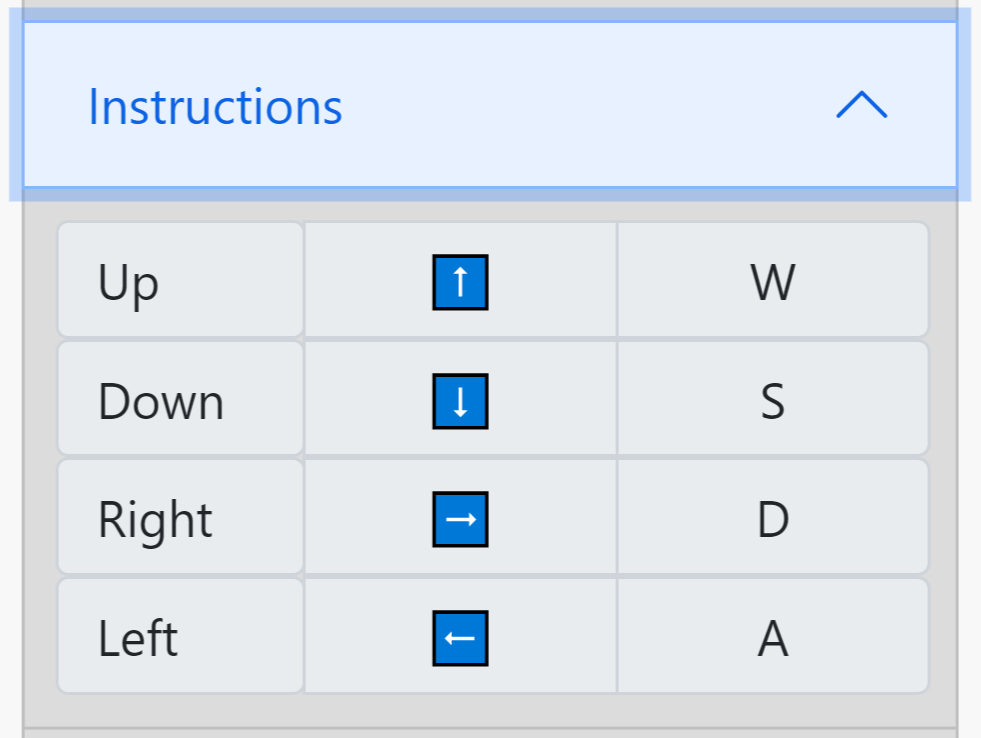 Instructions
Up ⬆ W
Down ⬇ S
Right ➡ D
Left ⬅ A